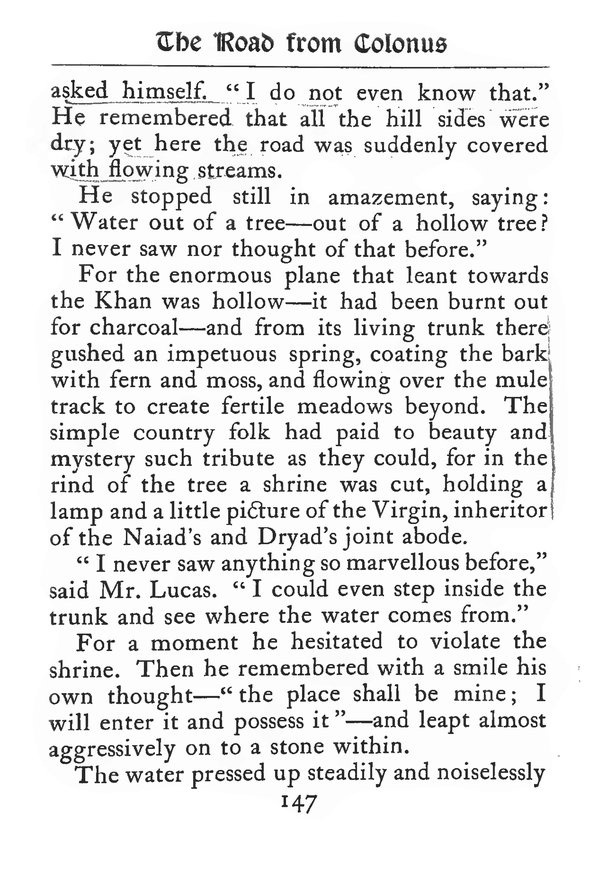 The Road from Colonus
asked himself. “I do not even know that.”
He remembered that all the hill sides were
dry; yet here the road was suddenly covered
with flowing streams.
He stopped still in amazement, saying:
“Water out of a tree—out of a hollow tree?
I never saw nor thought of that before.”
For the enormous plane that leant towards
the Khan was hollow—it had been burnt out
for charcoal—and from its living trunk there
gushed an impetuous spring, coating the bark
with fern and moss, and flowing over the mule
track to create fertile meadows beyond. The
simple country folk had paid to beauty and
mystery such tribute as they could, for in the
rind of the tree a shrine was cut, holding a
lamp and a little picture of the Virgin, inheritor
of the Naiad’s and Dryad’s joint abode.
“I never saw anything so marvellous before,”
said Mr. Lucas. “I could even step inside the
trunk and see where the water comes from.”
For a moment he hesitated to violate the
shrine. Then he remembered with a smile his
own thought—“the place shall be mine; I
will enter it and possess it”—and leapt almost
aggressively on to a stone within.
The water pressed up steadily and noiselessly
147